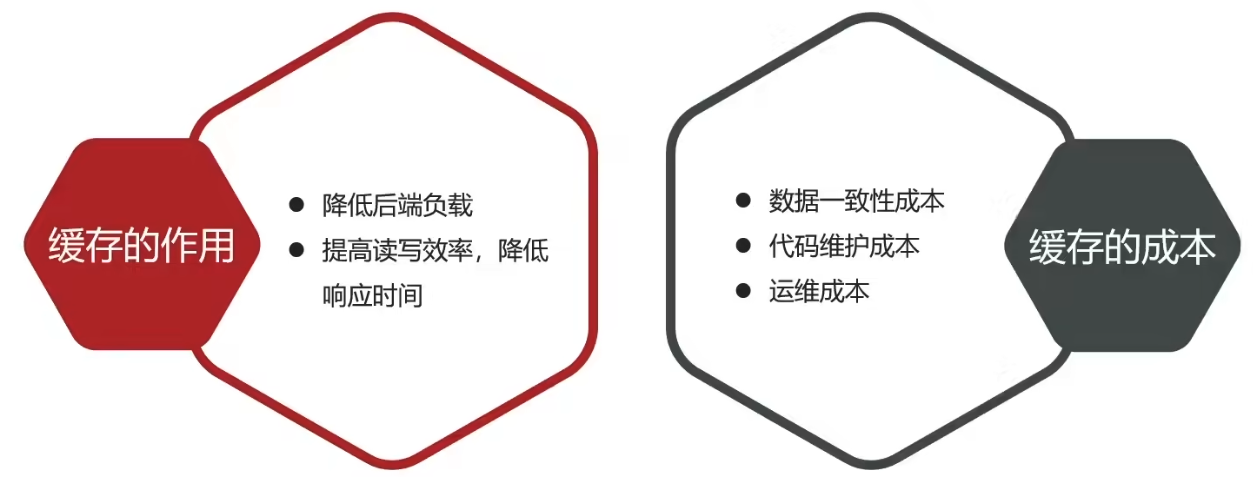 缓存的作用
● 降低后端负载
● 提高读写效率，降低
响应时间
● 数据一致性成本
● 代码维护成本
● 运维成本
缓存的成本